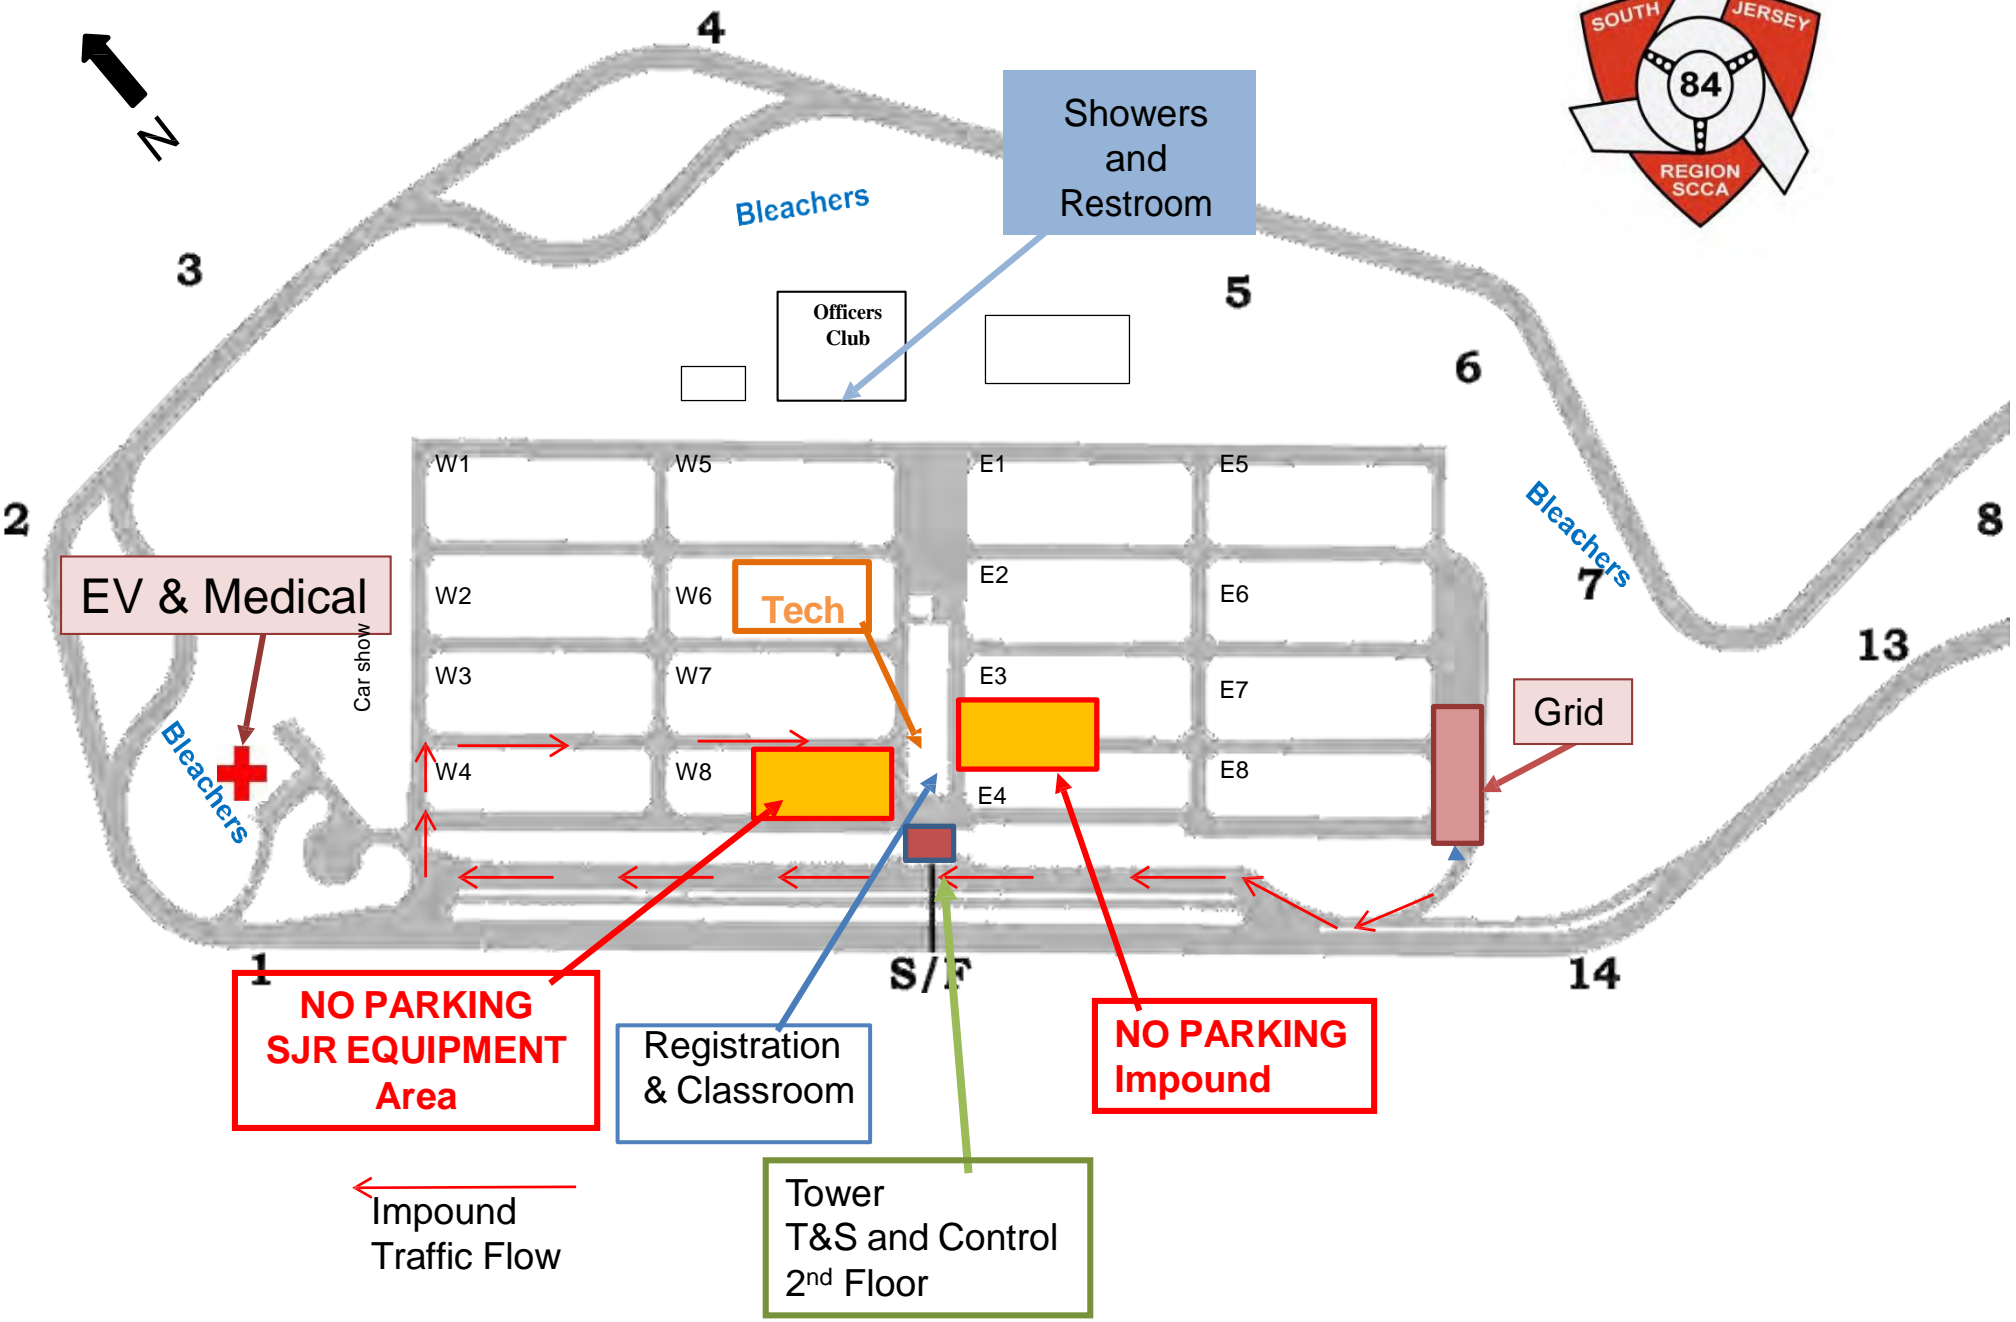 SOUTH
JERSEY
84
REGION
SCCA
4
N
Showers
and
Restroom
Bleachers
3
5
Officers
Club
6
W1
W5
E1
E5
Bleachers
2
8
EV & Medical
W2
W6
Tech
E2
E6
7
Car show
W3
W7
E3
E7
13
Grid
Bleachers
W4
W8
E4
E8
1
S/F
14
NO PARKING
SJR EQUIPMENT
Area
Registration
& Classroom
NO PARKING
Impound
Impound
Traffic Flow
Tower
T&S and Control
2nd Floor